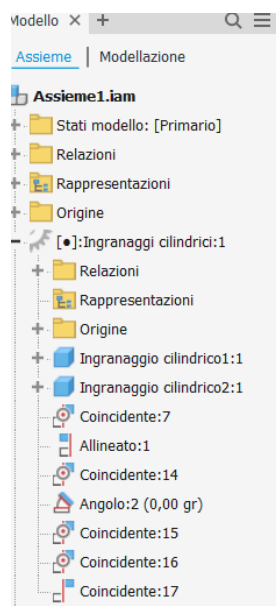 Modello × +
Assieme | Modellazione
Assieme1.iam
Stati modello: [Primario]
Relazioni
Rappresentazioni
Origine
[●]:Ingranaggi cilindrici:1
Relazioni
Rappresentazioni
Origine
Ingranaggio cilindrico1:1
Ingranaggio cilindrico2:1
Coincidente:7
Allineato:1
Coincidente:14
Angolo:2 (0,00 gr)
Coincidente:15
Coincidente:16
Coincidente:17